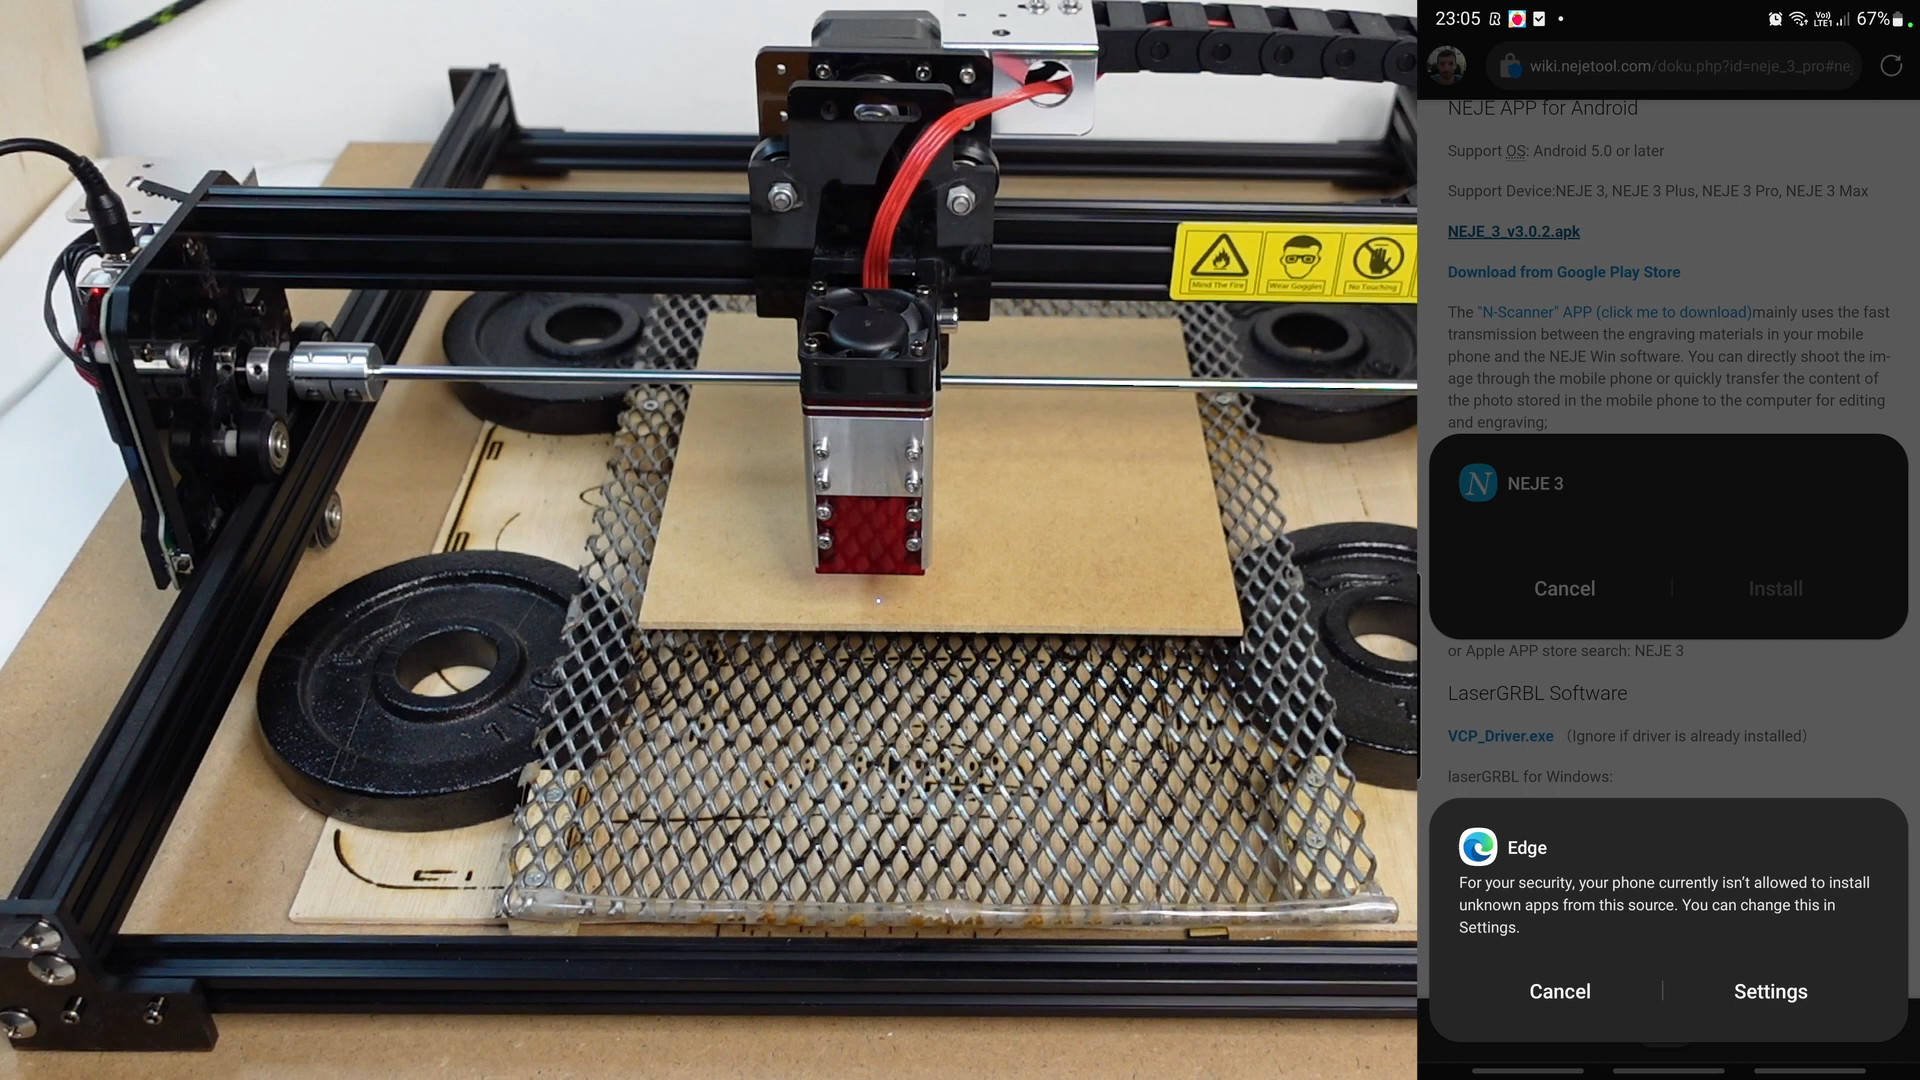 Mind The Fire
Wear Goggles
No Touching
23:05
67%
wiki.nejetool.com/doku.php?id=neje_3_pro#ne
NEJE APP for Android
Support OS: Android 5.0 or later
Support Device:NEJE 3, NEJE 3 Plus, NEJE 3 Pro, NEJE 3 Max
NEJE_3_v3.0.2.apk
Download from Google Play Store
The "N-Scanner" APP (click me to download)mainly uses the fast
transmission between the engraving materials in your mobile
phone and the NEJE Win software. You can directly shoot the im-
age through the mobile phone or quickly transfer the content of
the photo stored in the mobile phone to the computer for editing
and engraving;
N NEJE 3
Cancel Install
or Apple APP store search: NEJE 3
LaserGRBL Software
VCP_Driver.exe （Ignore if driver is already installed）
laserGRBL for Windows:
Edge
For your security, your phone currently isn't allowed to install
unknown apps from this source. You can change this in
Settings.
Cancel Settings